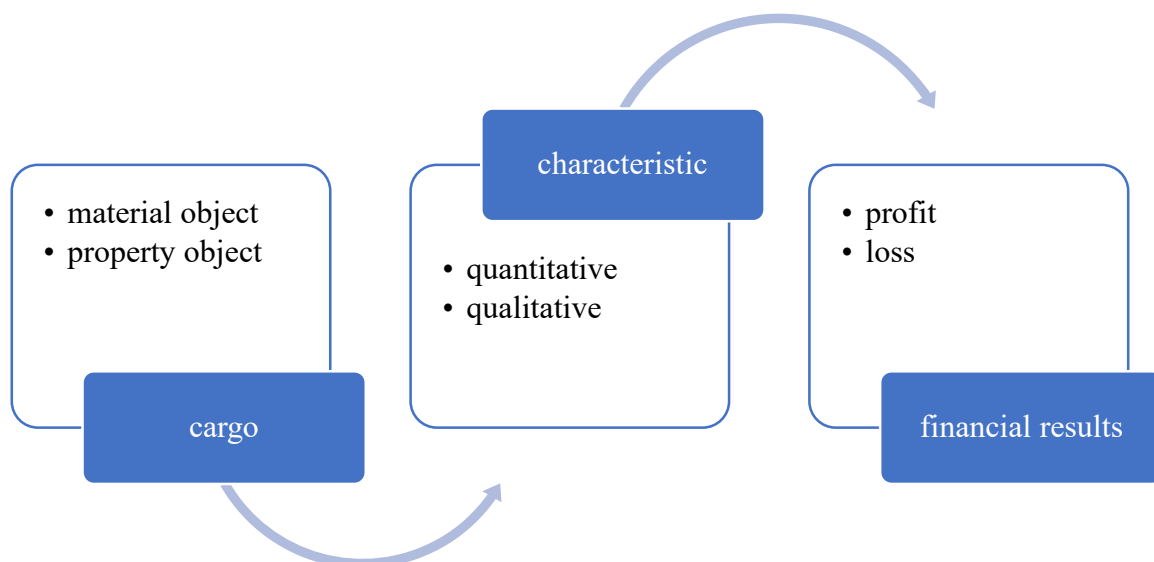 • material object
• property object
cargo
characteristic
• quantitative
• qualitative
• profit
• loss
financial results